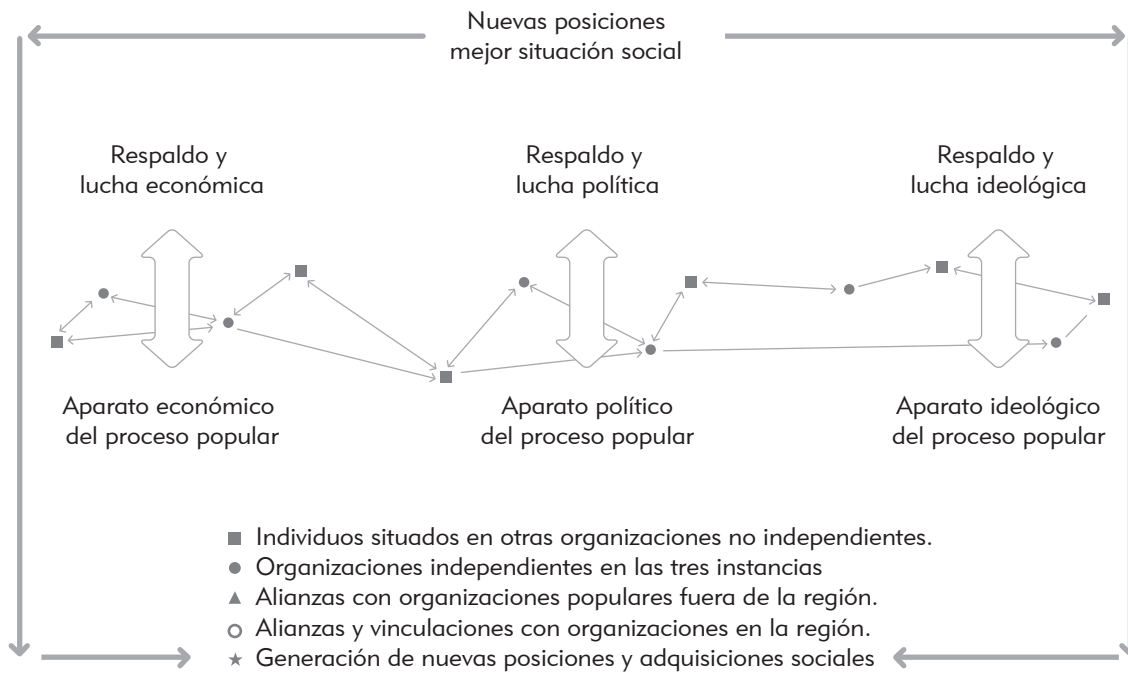 Nuevas posiciones
mejor situación social
Respaldo y
lucha económica
Respaldo y
lucha política
Respaldo y
lucha ideológica
Aparato económico
del proceso popular
Aparato político
del proceso popular
Aparato ideológico
del proceso popular
Individuos situados en otras organizaciones no independientes.
Organizaciones independientes en las tres instancias
Alianzas con organizaciones populares fuera de la región.
Alianzas y vinculaciones con organizaciones en la región.
Generación de nuevas posiciones y adquisiciones sociales